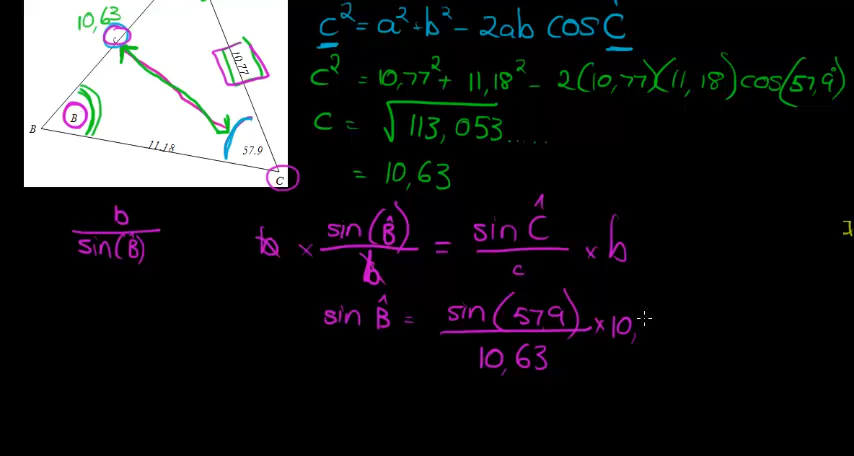 c² = a² + b² - 2ab cos Ĉ
10,63
c
10.77
c² = 10,77² + 11,18² - 2(10,77)(11,18)cos(57,9°)
c = √113,053.....
B
B
11.18
57.9
C
= 10,63
b / sin(B̂)
b × sin(B̂) / b = sin Ĉ / c × b
sin B̂ = sin(57,9) / 10,63 × 10,